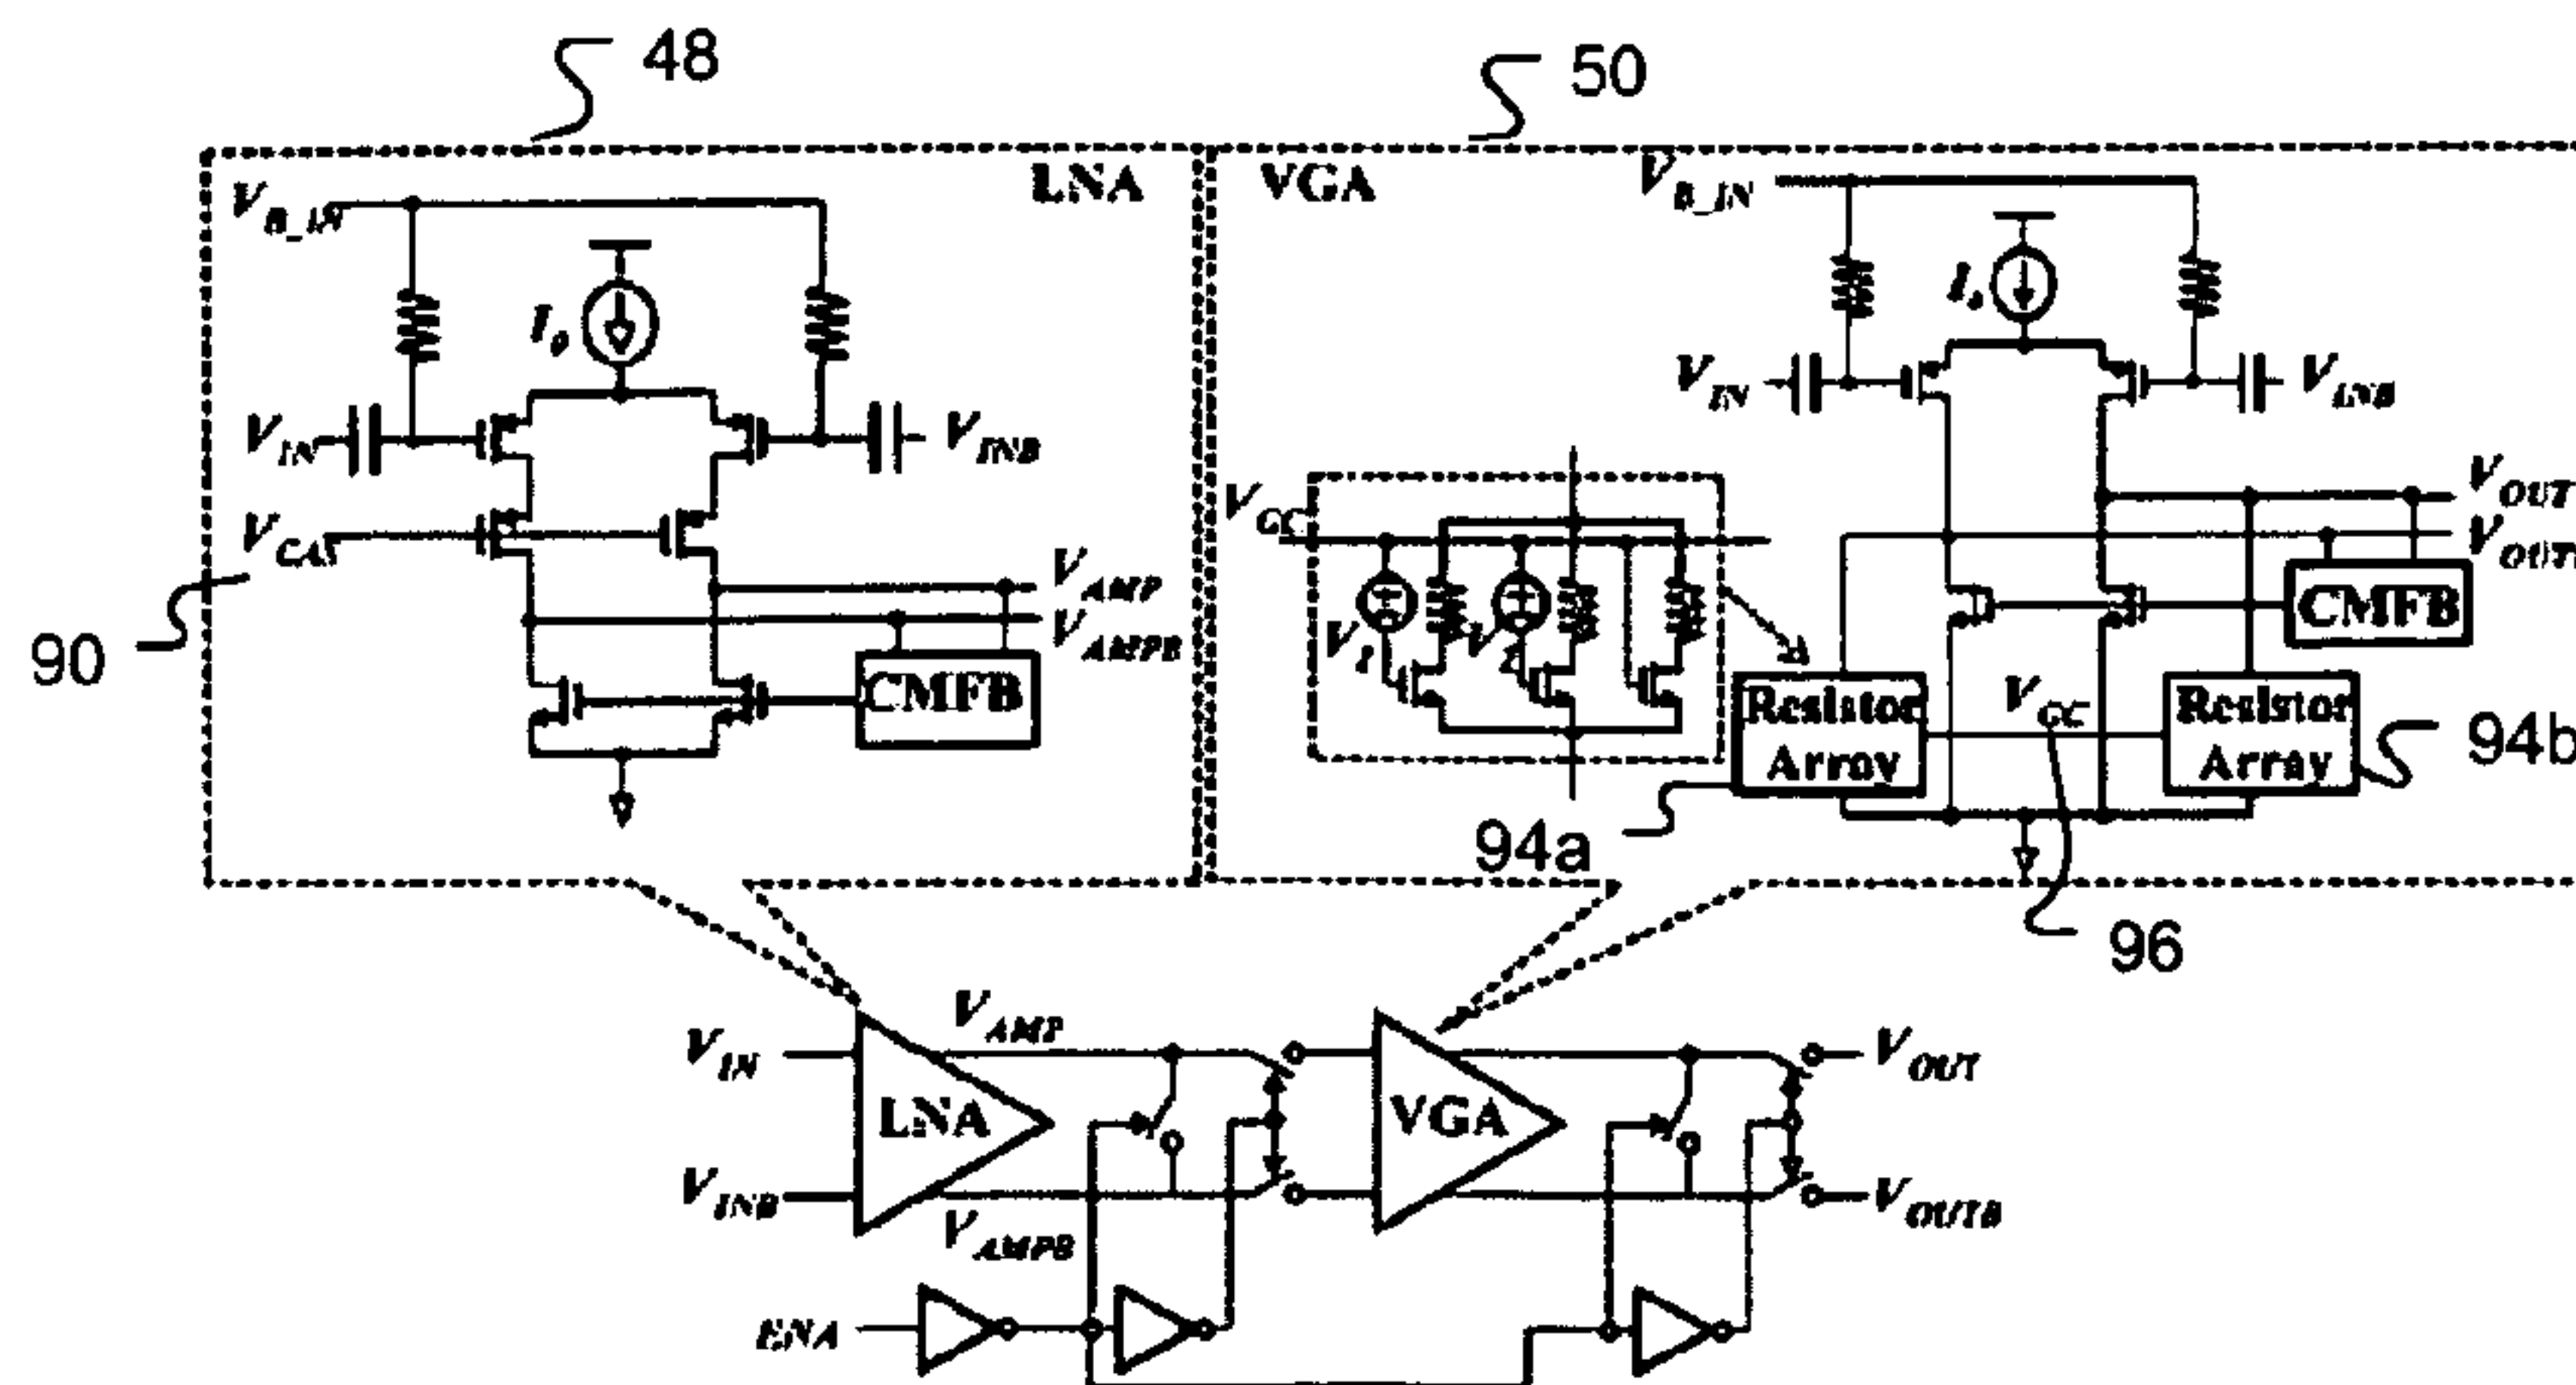 48
50
LNA
VGA
V_B_IN
V_B_IN
I_0
V_IN
V_INB
V_CAS
V_AMP
V_AMPB
CMFB
90
V_IN
V_INB
V_GC
V_1
V_2
V_OUT
V_OUT
CMFB
Resistor
Array
V_GC
Resistor
Array
94a
94b
96
V_IN
V_INB
LNA
V_AMP
V_AMPB
VGA
V_OUT
V_OUTB
ENA